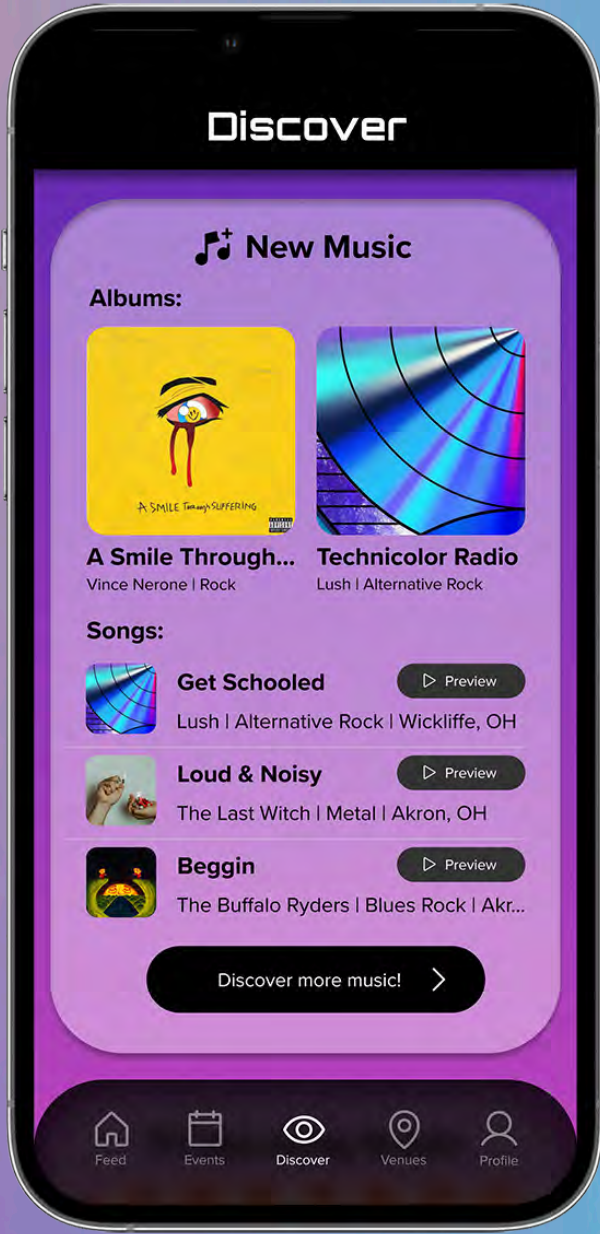 Discover
New Music
Albums:
A SMILE Through SUFFERING
A Smile Through...
Technicolor Radio
Vince Nerone | Rock
Lush | Alternative Rock
Songs:
Get Schooled
Preview
Lush | Alternative Rock | Wickliffe, OH
Loud & Noisy
Preview
The Last Witch | Metal | Akron, OH
Beggin
Preview
The Buffalo Ryders | Blues Rock | Akr...
Discover more music!
Feed
Events
Discover
Venues
Profile